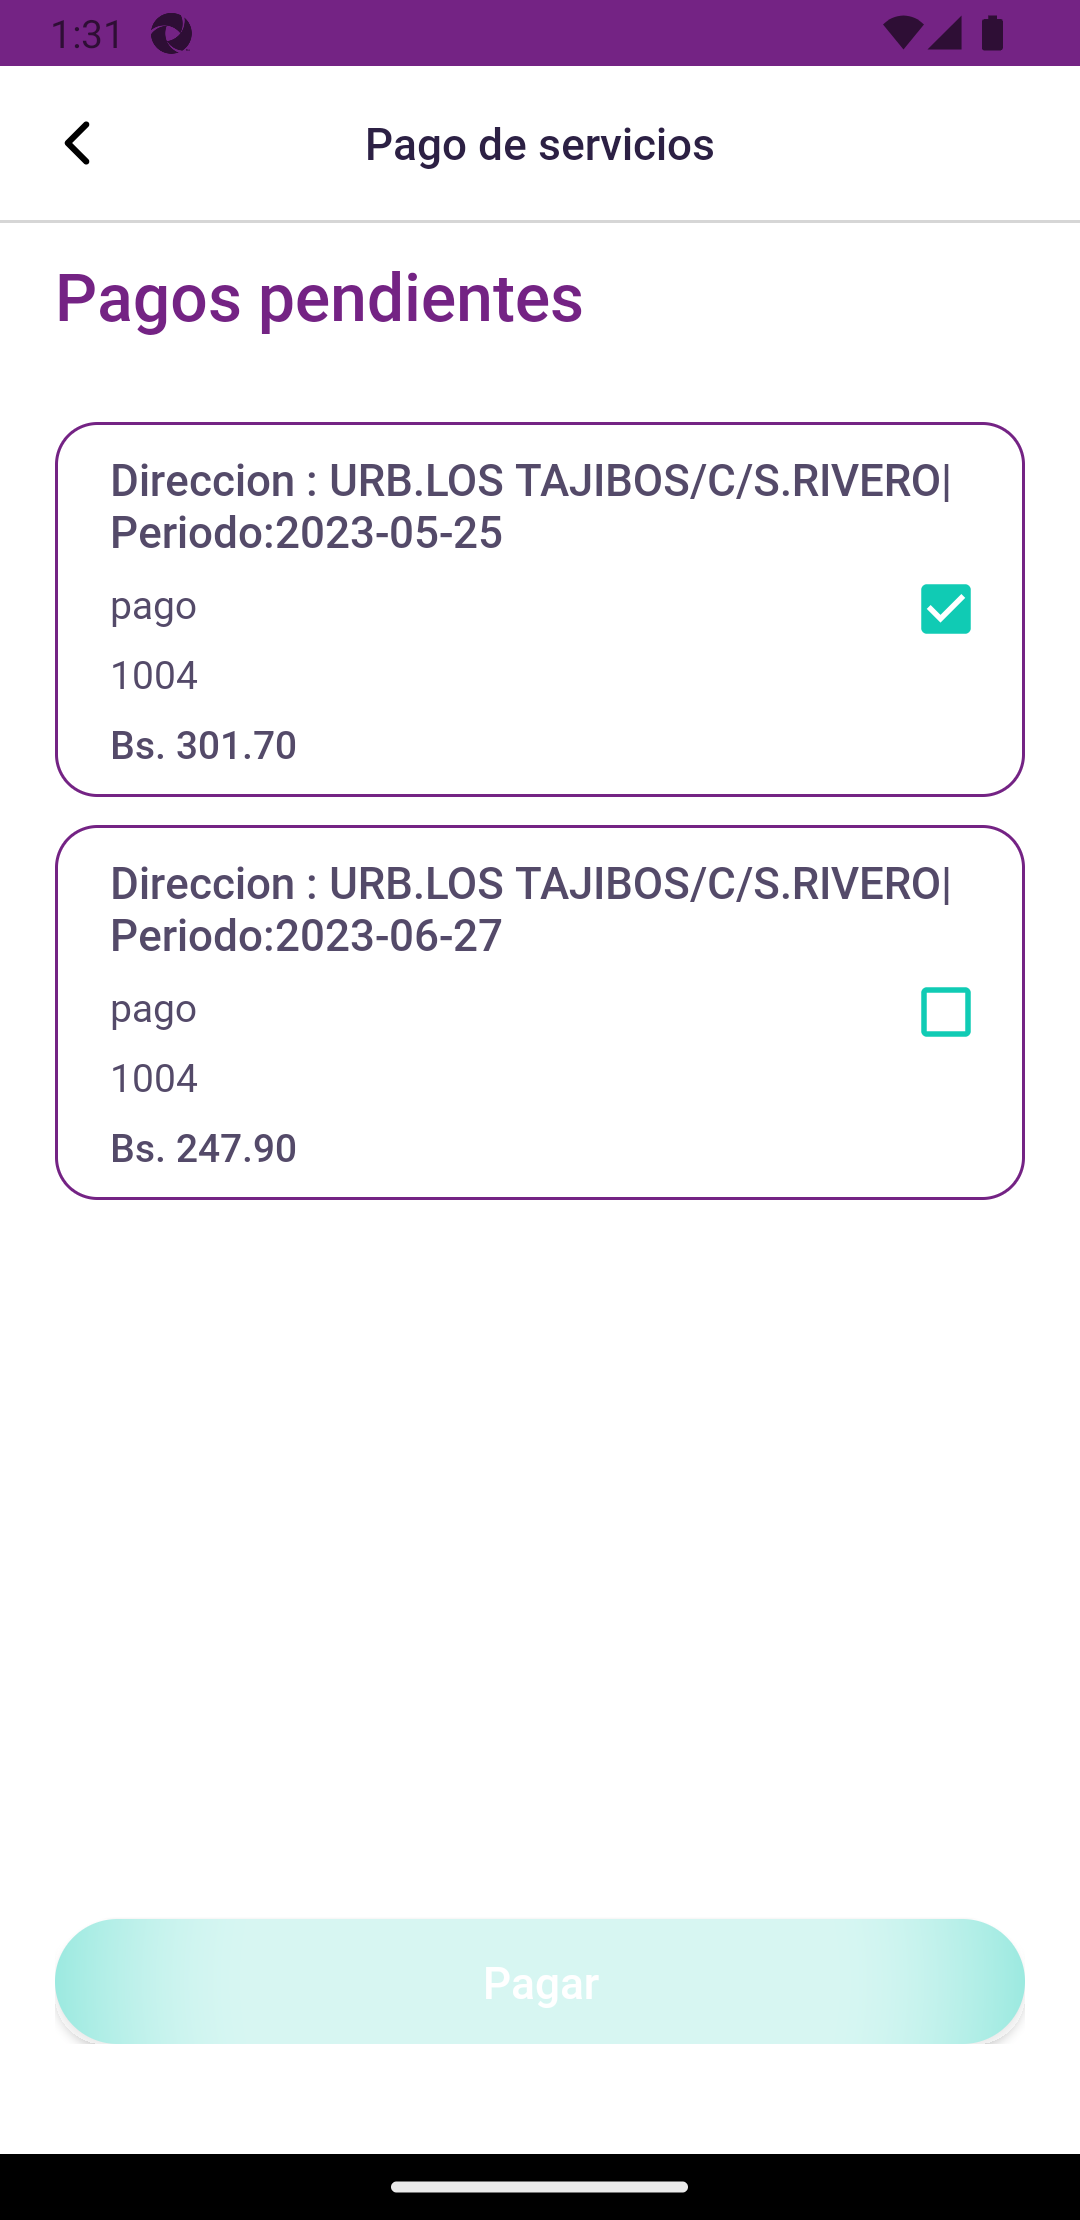 1:31
Pago de servicios
Pagos pendientes
Direccion : URB.LOS TAJIBOS/C/S.RIVERO|
Periodo:2023-05-25
pago
1004
Bs. 301.70
Direccion : URB.LOS TAJIBOS/C/S.RIVERO|
Periodo:2023-06-27
pago
1004
Bs. 247.90
Pagar